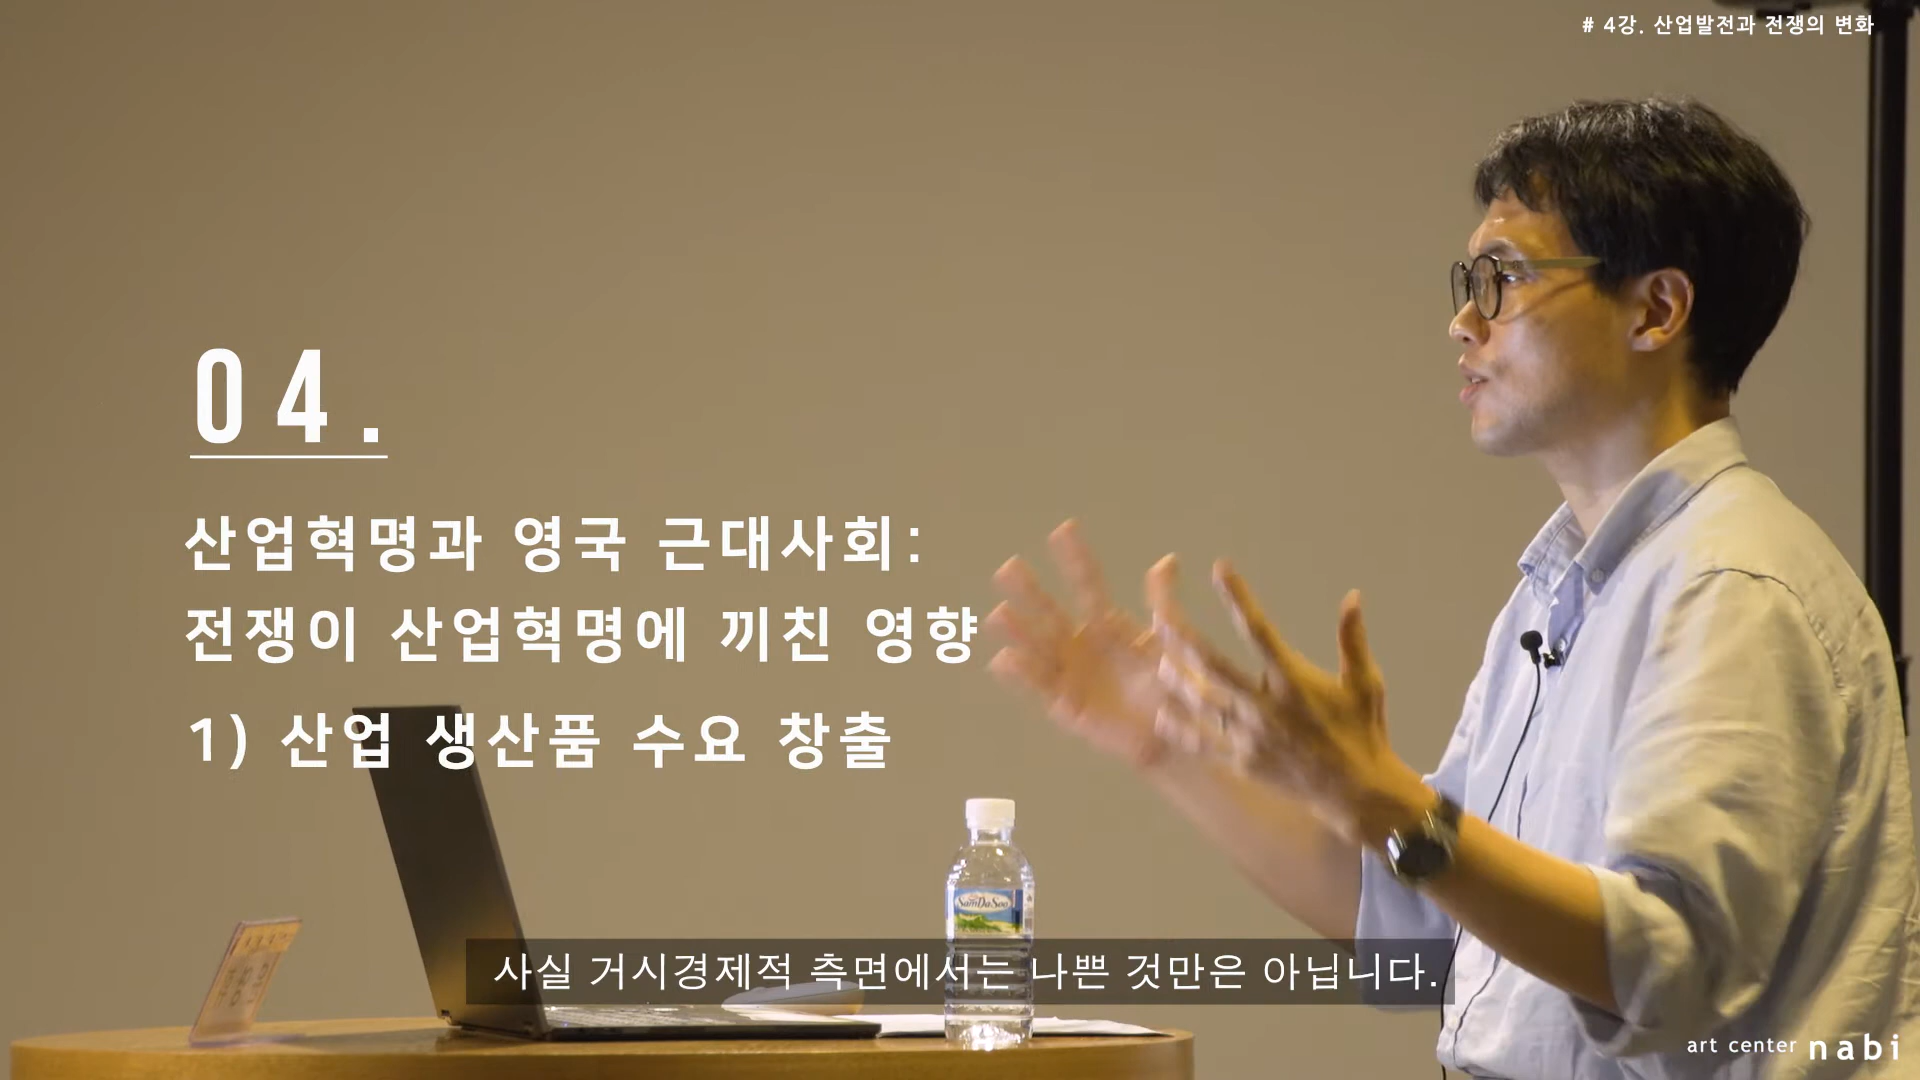 # 4강. 산업발전과 전쟁의 변화
04.
산업혁명과 영국 근대사회:
전쟁이 산업혁명에 끼친 영향
1) 산업 생산품 수요 창출
SamDaSoo
사실 거시경제적 측면에서는 나쁜 것만은 아닙니다.
art center nabi